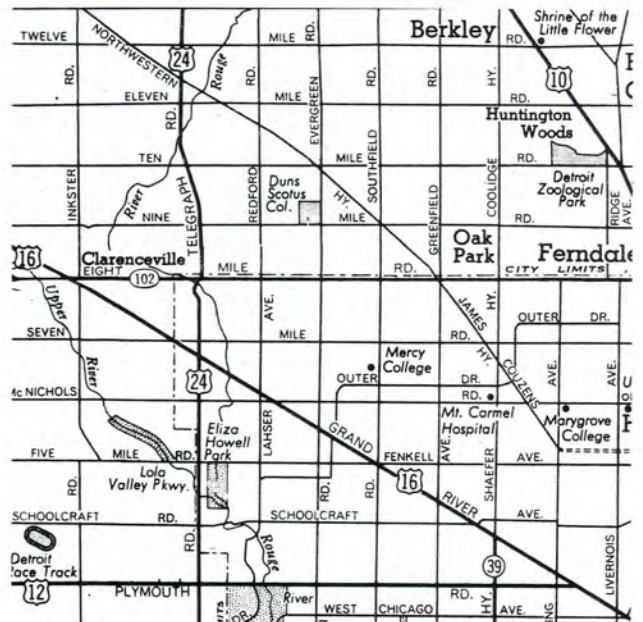 Berkley
Shrine of the
Little Flower
TWELVE
NORTHWESTERN
24
Rouge
MILE
RD.
RD.
10
RD.
RD.
RD.
RD.
HY.
ELEVEN
MILE
RD.
EVERGREEN
Huntington
Woods
RD.
TEN
MILE
RD.
INKSTER
River
TELEGRAPH
REDFORD
Duns
Scotus
Col.
HY.
SOUTHFIELD
GREENFIELD
COOLIDGE
Detroit
Zoological
Park
RIDGE
AVE.
NINE
MILE
RD.
Oak
Park
Ferndale
16
Clarenceville
EIGHT
102
MILE
RD.
CITY LIMITS
Upper
River
AVE.
JAMES
COUZENS
HY.
HY.
OUTER DR.
SEVEN
MILE
RD.
Mercy
College
AVE.
AVE.
NICHOLS
24
OUTER
DR.
RD.
Mt. Carmel
Hospital
Marygrove
College
Eliza
Howell
Park
LAHSER
GRAND
RIVER
FIVE
MILE
RD.
FENKELL
AVE.
AVE.
Lola
Valley Pkwy.
16
SHAEFER
RD.
RD.
RD.
RD.
SCHOOLCRAFT
RD.
SCHOOLCRAFT
AVE.
Detroit
Race Track
Rouge
39
LIVERNOIS
12
PLYMOUTH
RD.
River
WEST
CHICAGO
HY.
AVE.